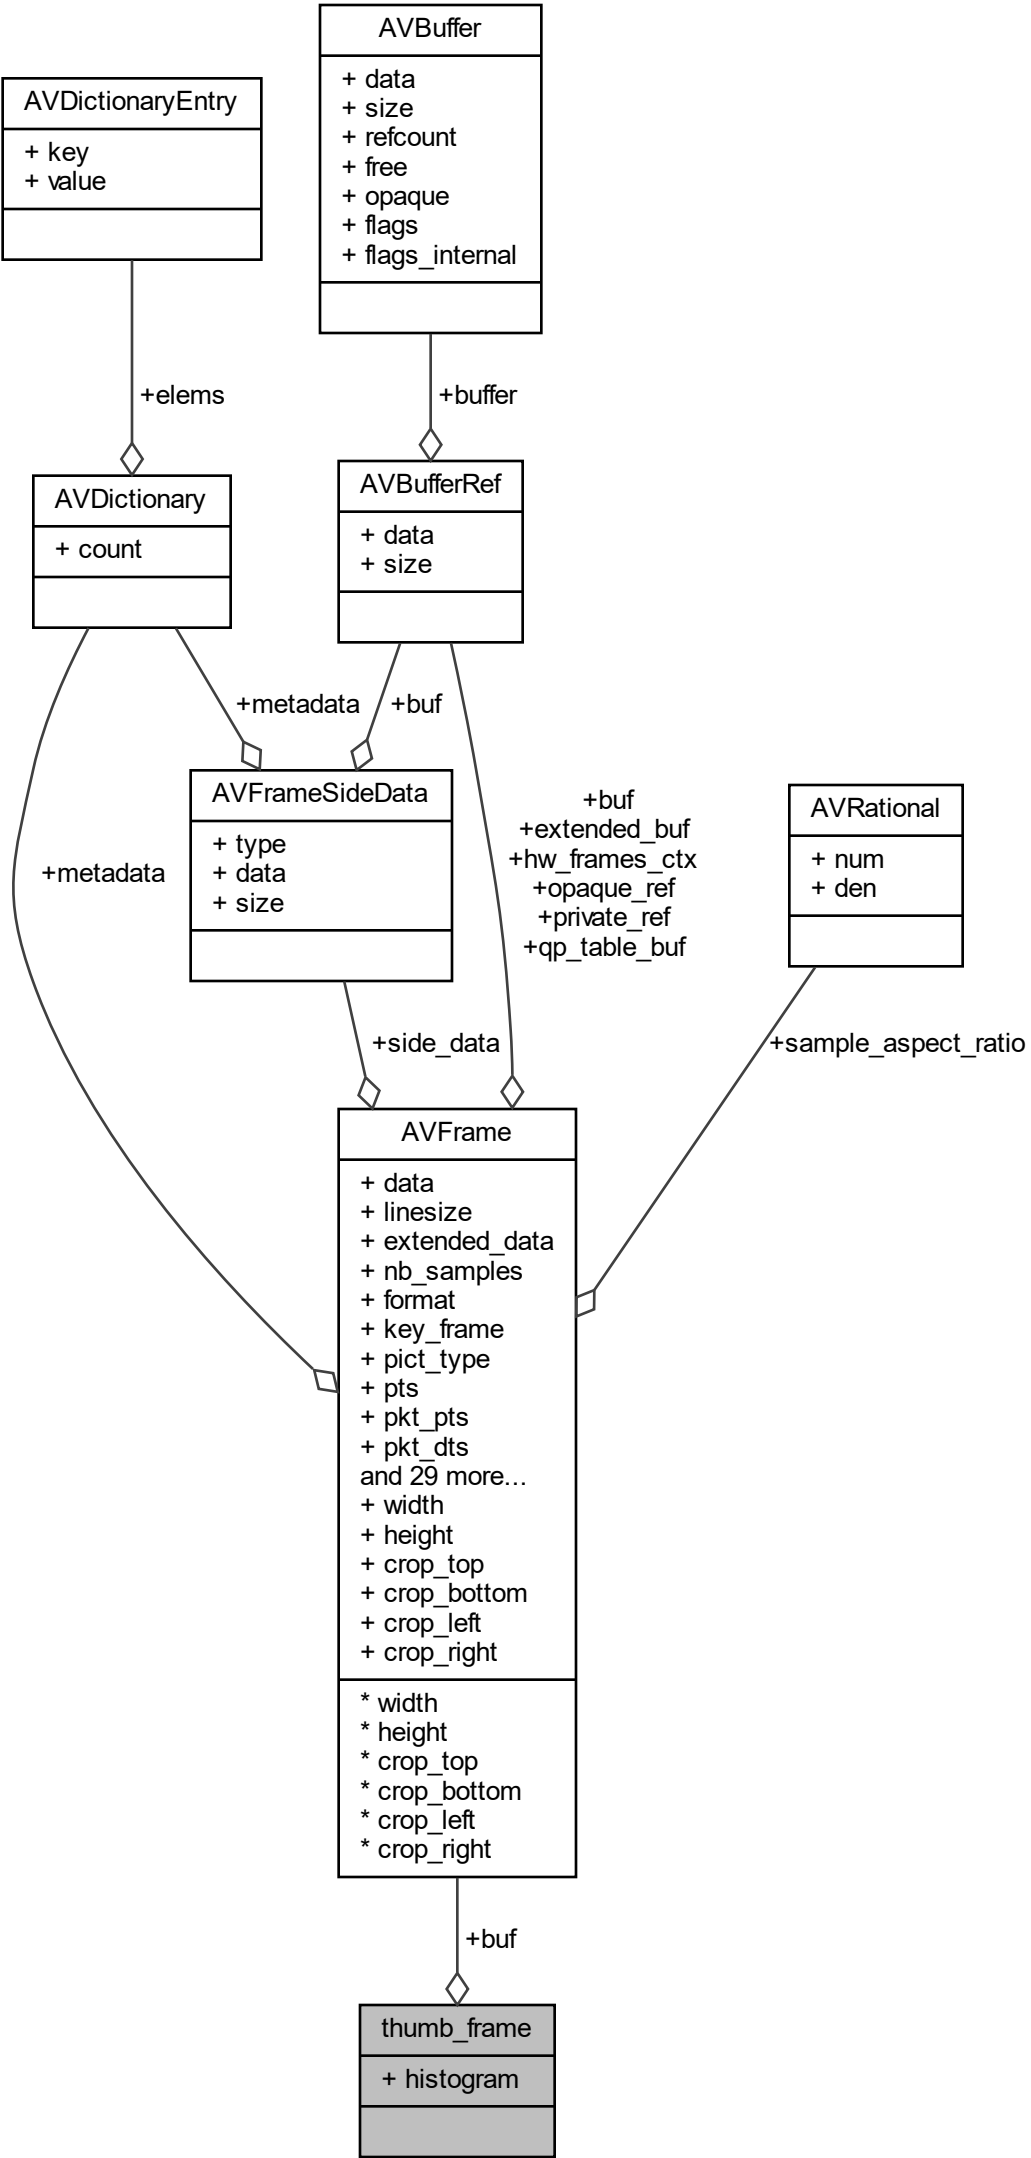 AVBuffer
+ data
+ size
+ refcount
+ free
+ opaque
+ flags
+ flags_internal
AVDictionaryEntry
+ key
+ value
+elems
+buffer
AVDictionary
+ count
AVBufferRef
+ data
+ size
+metadata
+buf
AVFrameSideData
+ type
+ data
+ size
+metadata
+buf
+extended_buf
+hw_frames_ctx
+opaque_ref
+private_ref
+qp_table_buf
AVRational
+ num
+ den
+side_data
+sample_aspect_ratio
AVFrame
+ data
+ linesize
+ extended_data
+ nb_samples
+ format
+ key_frame
+ pict_type
+ pts
+ pkt_pts
+ pkt_dts
and 29 more...
+ width
+ height
+ crop_top
+ crop_bottom
+ crop_left
+ crop_right
* width
* height
* crop_top
* crop_bottom
* crop_left
* crop_right
+buf
thumb_frame
+ histogram